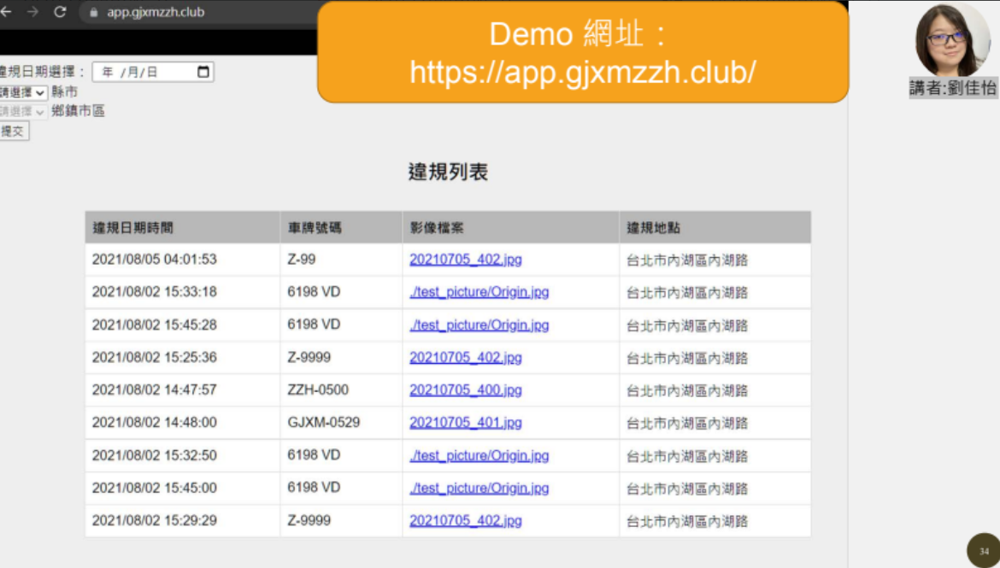 app.gjxmzzh.club
Demo 網址：
https://app.gjxmzzh.club/
講者:劉佳怡
違規日期選擇： 年 /月/日
請選擇 縣市
請選擇 鄉鎮市區
提交
違規列表
違規日期時間 車牌號碼 影像檔案 違規地點
2021/08/05 04:01:53 Z-99 20210705_402.jpg 台北市內湖區內湖路
2021/08/02 15:33:18 6198 VD ./test_picture/Origin.jpg 台北市內湖區內湖路
2021/08/02 15:45:28 6198 VD ./test_picture/Origin.jpg 台北市內湖區內湖路
2021/08/02 15:25:36 Z-9999 20210705_402.jpg 台北市內湖區內湖路
2021/08/02 14:47:57 ZZH-0500 20210705_400.jpg 台北市內湖區內湖路
2021/08/02 14:48:00 GJXM-0529 20210705_401.jpg 台北市內湖區內湖路
2021/08/02 15:32:50 6198 VD ./test_picture/Origin.jpg 台北市內湖區內湖路
2021/08/02 15:45:00 6198 VD ./test_picture/Origin.jpg 台北市內湖區內湖路
2021/08/02 15:29:29 Z-9999 20210705_402.jpg 台北市內湖區內湖路
34